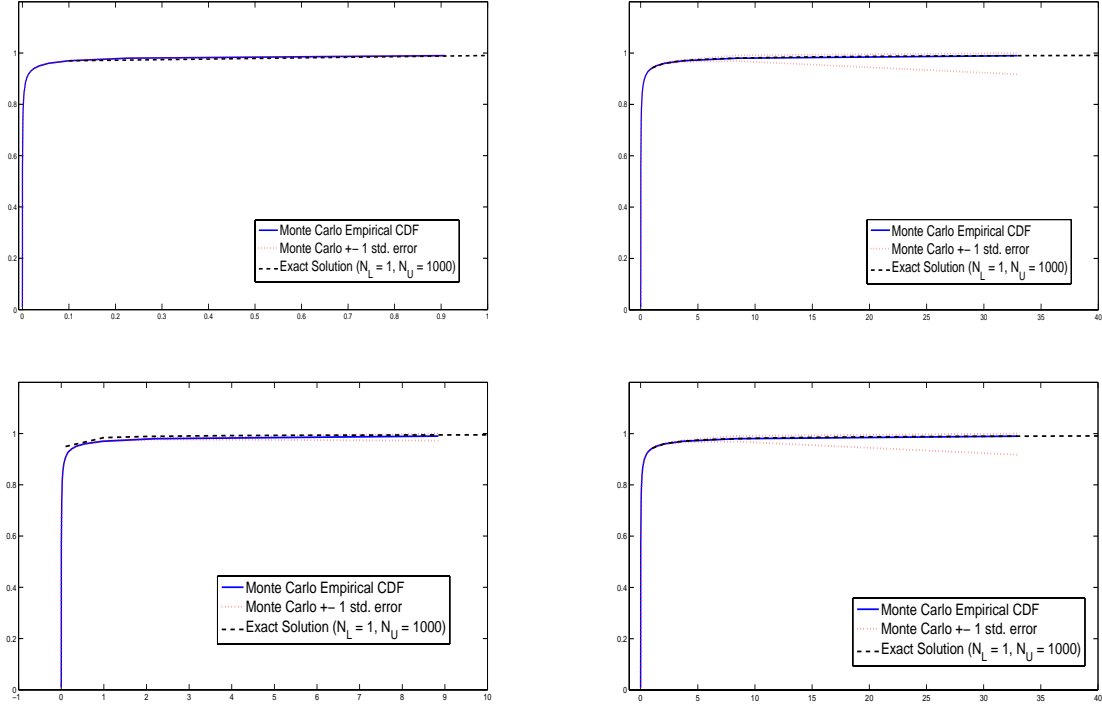 1
0.8
0.6
0.4
0.2
0
0 0.1 0.2 0.3 0.4 0.5 0.6 0.7 0.8 0.9 1
Monte Carlo Empirical CDF
Monte Carlo +− 1 std. error
Exact Solution (N_L = 1, N_U = 1000)
1
0.8
0.6
0.4
0.2
0
0 5 10 15 20 25 30 35 40
Monte Carlo Empirical CDF
Monte Carlo +− 1 std. error
Exact Solution (N_L = 1, N_U = 1000)
1
0.8
0.6
0.4
0.2
0
−1 0 1 2 3 4 5 6 7 8 9 10
Monte Carlo Empirical CDF
Monte Carlo +− 1 std. error
Exact Solution (N_L = 1, N_U = 1000)
1
0.8
0.6
0.4
0.2
0
0 5 10 15 20 25 30 35 40
Monte Carlo Empirical CDF
Monte Carlo +− 1 std. error
Exact Solution (N_L = 1, N_U = 1000)